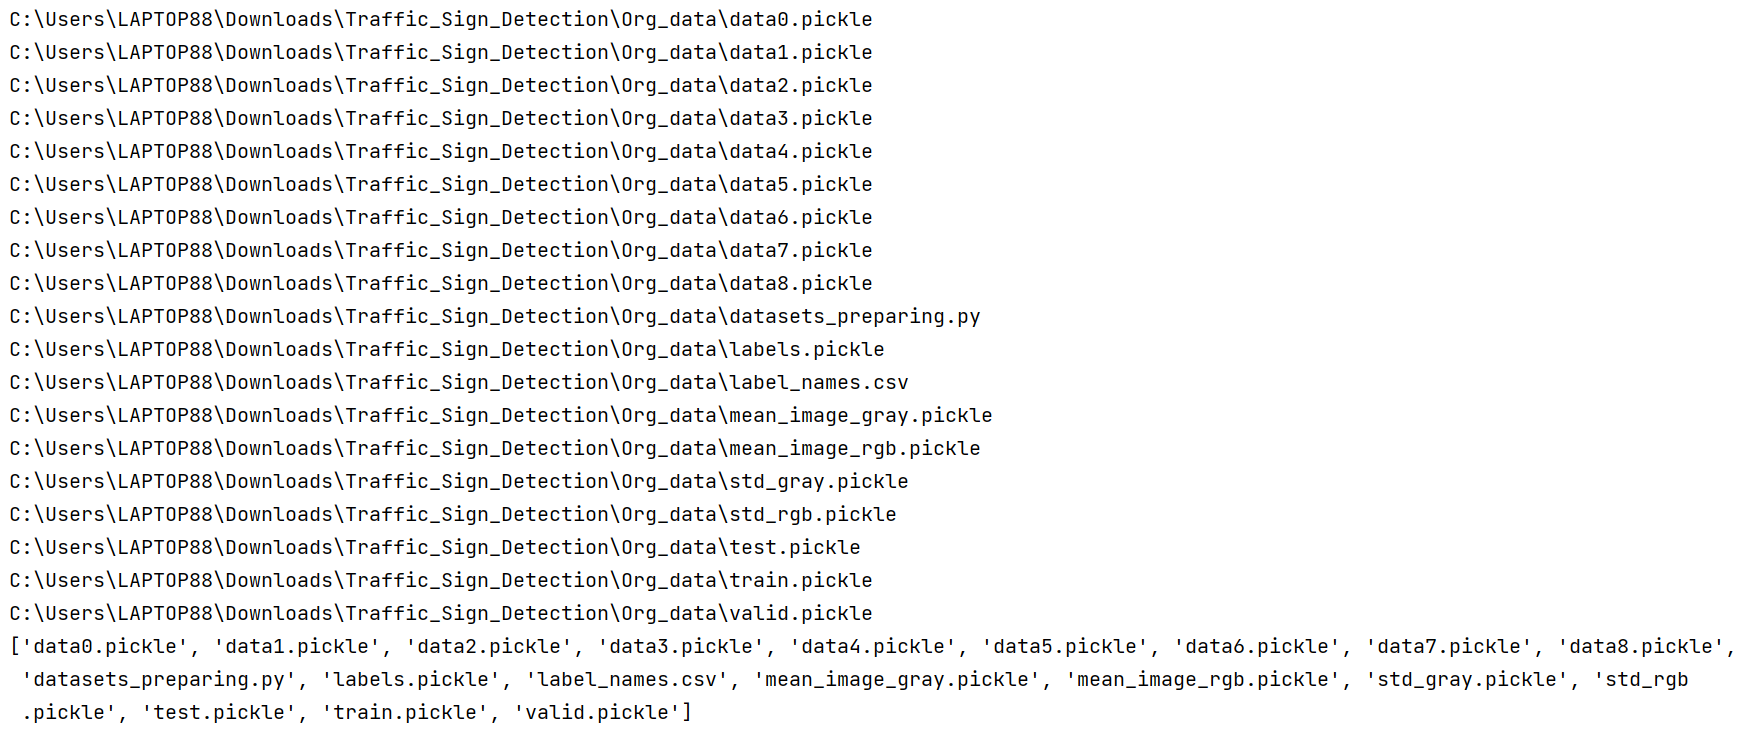 C:\Users\LAPTOP88\Downloads\Traffic_Sign_Detection\Org_data\data0.pickle
C:\Users\LAPTOP88\Downloads\Traffic_Sign_Detection\Org_data\data1.pickle
C:\Users\LAPTOP88\Downloads\Traffic_Sign_Detection\Org_data\data2.pickle
C:\Users\LAPTOP88\Downloads\Traffic_Sign_Detection\Org_data\data3.pickle
C:\Users\LAPTOP88\Downloads\Traffic_Sign_Detection\Org_data\data4.pickle
C:\Users\LAPTOP88\Downloads\Traffic_Sign_Detection\Org_data\data5.pickle
C:\Users\LAPTOP88\Downloads\Traffic_Sign_Detection\Org_data\data6.pickle
C:\Users\LAPTOP88\Downloads\Traffic_Sign_Detection\Org_data\data7.pickle
C:\Users\LAPTOP88\Downloads\Traffic_Sign_Detection\Org_data\data8.pickle
C:\Users\LAPTOP88\Downloads\Traffic_Sign_Detection\Org_data\datasets_preparing.py
C:\Users\LAPTOP88\Downloads\Traffic_Sign_Detection\Org_data\labels.pickle
C:\Users\LAPTOP88\Downloads\Traffic_Sign_Detection\Org_data\label_names.csv
C:\Users\LAPTOP88\Downloads\Traffic_Sign_Detection\Org_data\mean_image_gray.pickle
C:\Users\LAPTOP88\Downloads\Traffic_Sign_Detection\Org_data\mean_image_rgb.pickle
C:\Users\LAPTOP88\Downloads\Traffic_Sign_Detection\Org_data\std_gray.pickle
C:\Users\LAPTOP88\Downloads\Traffic_Sign_Detection\Org_data\std_rgb.pickle
C:\Users\LAPTOP88\Downloads\Traffic_Sign_Detection\Org_data\test.pickle
C:\Users\LAPTOP88\Downloads\Traffic_Sign_Detection\Org_data\train.pickle
C:\Users\LAPTOP88\Downloads\Traffic_Sign_Detection\Org_data\valid.pickle
['data0.pickle', 'data1.pickle', 'data2.pickle', 'data3.pickle', 'data4.pickle', 'data5.pickle', 'data6.pickle', 'data7.pickle', 'data8.pickle',
'datasets_preparing.py', 'labels.pickle', 'label_names.csv', 'mean_image_gray.pickle', 'mean_image_rgb.pickle', 'std_gray.pickle', 'std_rgb
.pickle', 'test.pickle', 'train.pickle', 'valid.pickle']